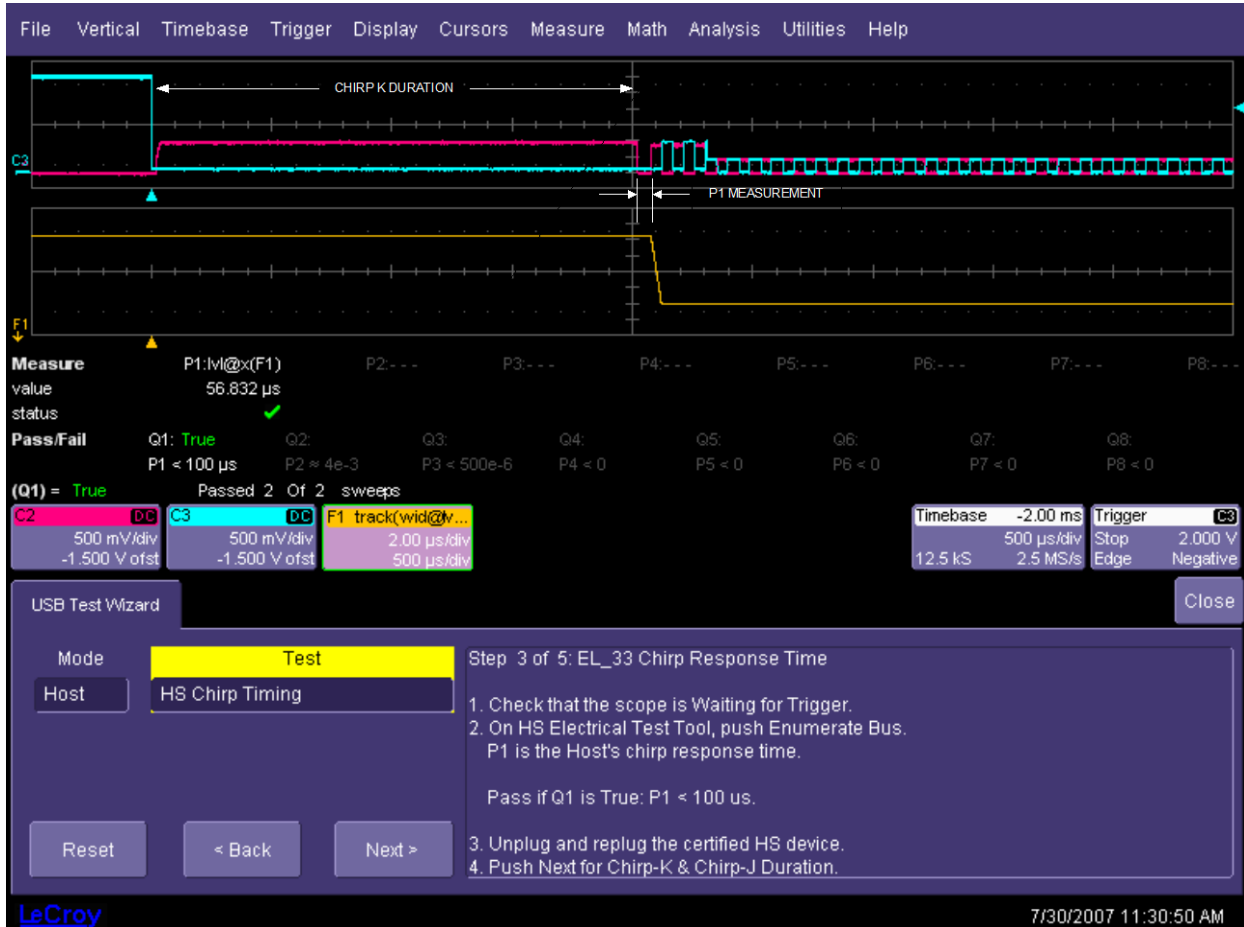 File Vertical Timebase Trigger Display Cursors Measure Math Analysis Utilities Help
CHIRP K DURATION
C3
P1 MEASUREMENT
F1
Measure P1:lvl@x(F1) P2:- - - P3:- - - P4:- - - P5:- - - P6:- - - P7:- - - P8:- - -
value 56.832 µs
status
Pass/Fail Q1: True Q2: Q3: Q4: Q5: Q6: Q7: Q8:
P1 < 100 µs P2 ≈ 4e-3 P3 < 500e-6 P4 < 0 P5 < 0 P6 < 0 P7 < 0 P8 < 0
(Q1) = True Passed 2 Of 2 sweeps
C2 DC C3 DC F1 track(wid@lv... Timebase -2.00 ms Trigger C3
500 mV/div 500 mV/div 2.00 µs/div 500 µs/div Stop 2.000 V
-1.500 V ofst -1.500 V ofst 500 µs/div 12.5 kS 2.5 MS/s Edge Negative
USB Test Wizard
Close
Mode Test
Host HS Chirp Timing
Step 3 of 5: EL_33 Chirp Response Time
1. Check that the scope is Waiting for Trigger.
2. On HS Electrical Test Tool, push Enumerate Bus.
P1 is the Host's chirp response time.
Pass if Q1 is True: P1 < 100 us.
3. Unplug and replug the certified HS device.
4. Push Next for Chirp-K & Chirp-J Duration.
Reset < Back Next >
LeCroy
7/30/2007 11:30:50 AM